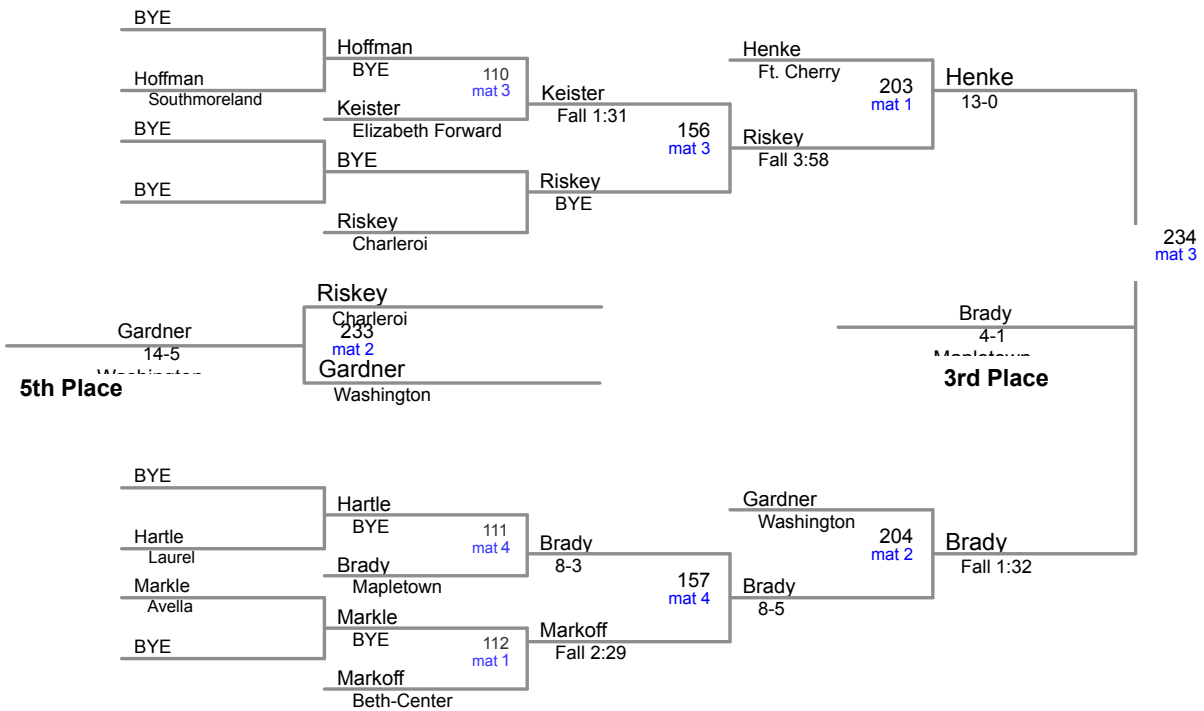 BYE
Hoffman
Southmoreland
BYE
BYE
Hoffman
BYE
110
mat 3
Keister
Elizabeth Forward
BYE
Riskey
Charleroi
Keister
Fall 1:31
156
mat 3
Riskey
BYE
Henke
Ft. Cherry
203
mat 1
Riskey
Fall 3:58
Henke
13-0
234
mat 3
Riskey
Charleroi
233
mat 2
Gardner
Washington
Gardner
14-5
Washington
5th Place
Brady
4-1
Mapletown
3rd Place
BYE
Hartle
Laurel
Markle
Avella
BYE
Hartle
BYE
111
mat 4
Brady
Mapletown
Markle
BYE
112
mat 1
Markoff
Beth-Center
Brady
8-3
157
mat 4
Markoff
Fall 2:29
Gardner
Washington
204
mat 2
Brady
8-5
Brady
Fall 1:32